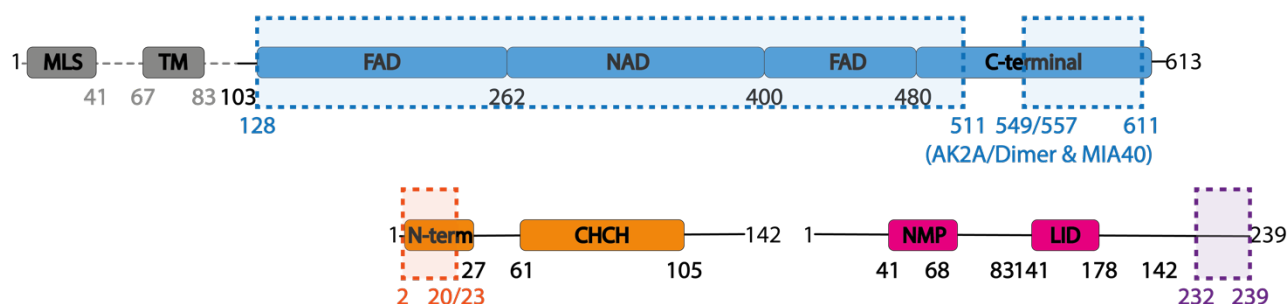 1 MLS TM FAD NAD FAD C-terminal 613
41 67 83 103 262 400 480
128 511 549/557 611
(AK2A/Dimer & MIA40)
1 N-term CHCH 142 1 NMP LID 239
27 61 105 41 68 83 141 178 142
2 20/23 232 239